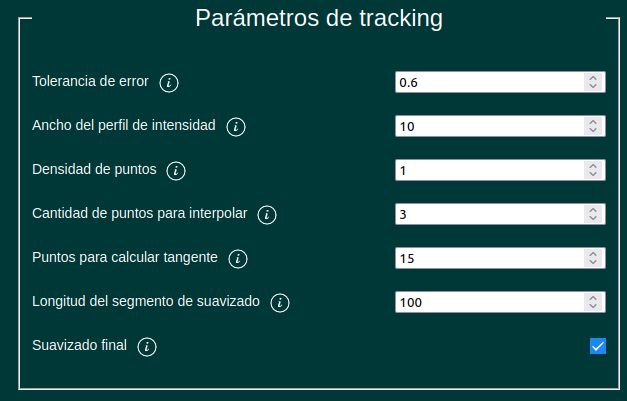 Parámetros de tracking
Tolerancia de error i 0.6
Ancho del perfil de intensidad i 10
Densidad de puntos i 1
Cantidad de puntos para interpolar i 3
Puntos para calcular tangente i 15
Longitud del segmento de suavizado i 100
Suavizado final i